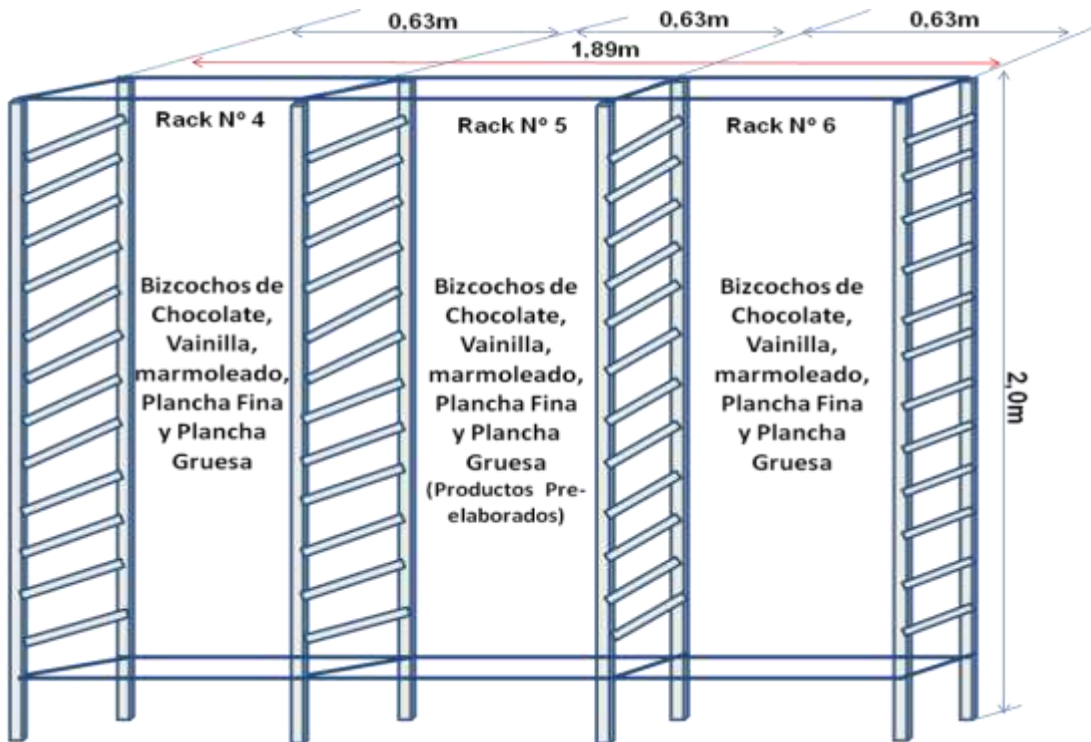 0,63m
0,63m
0,63m
1,89m
Rack Nº 4
Rack Nº 5
Rack Nº 6
Bizcochos de
Chocolate,
Vainilla,
marmoleado,
Plancha Fina
y Plancha
Gruesa
Bizcochos de
Chocolate,
Vainilla,
marmoleado,
Plancha Fina
y Plancha
Gruesa
(Productos Pre-
elaborados)
Bizcochos de
Chocolate,
Vainilla,
marmoleado,
Plancha Fina
y Plancha
Gruesa
2,0m